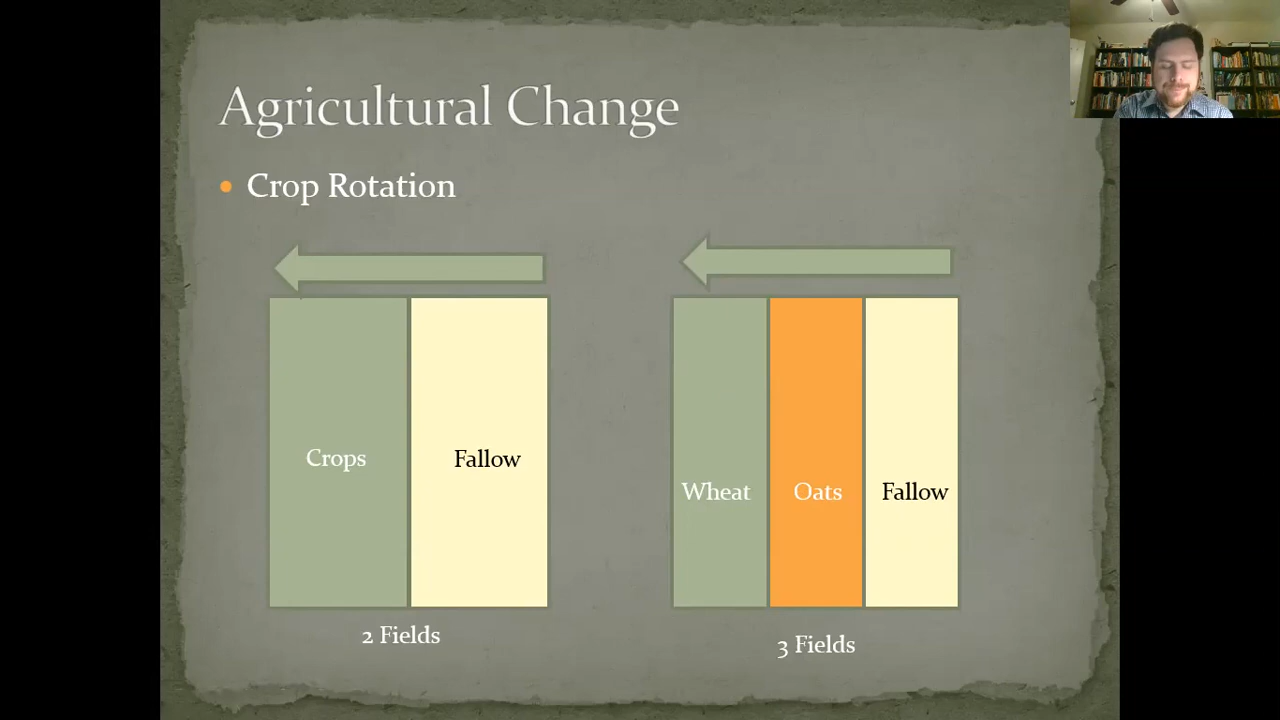 Agricultural Change
Crop Rotation
Crops
Fallow
2 Fields
Wheat
Oats
Fallow
3 Fields